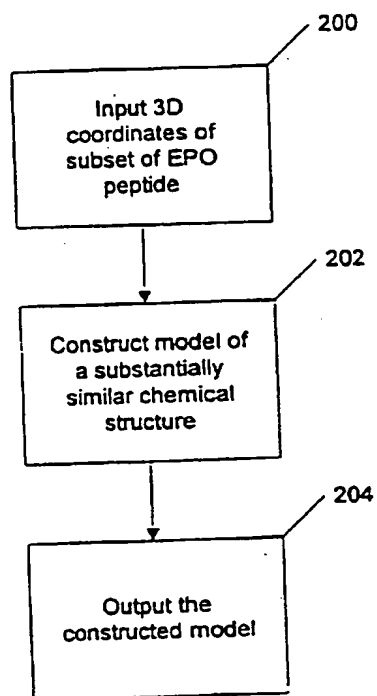 200
Input 3D
coordinates of
subset of EPO
peptide
202
Construct model of
a substantially
similar chemical
structure
204
Output the
constructed model